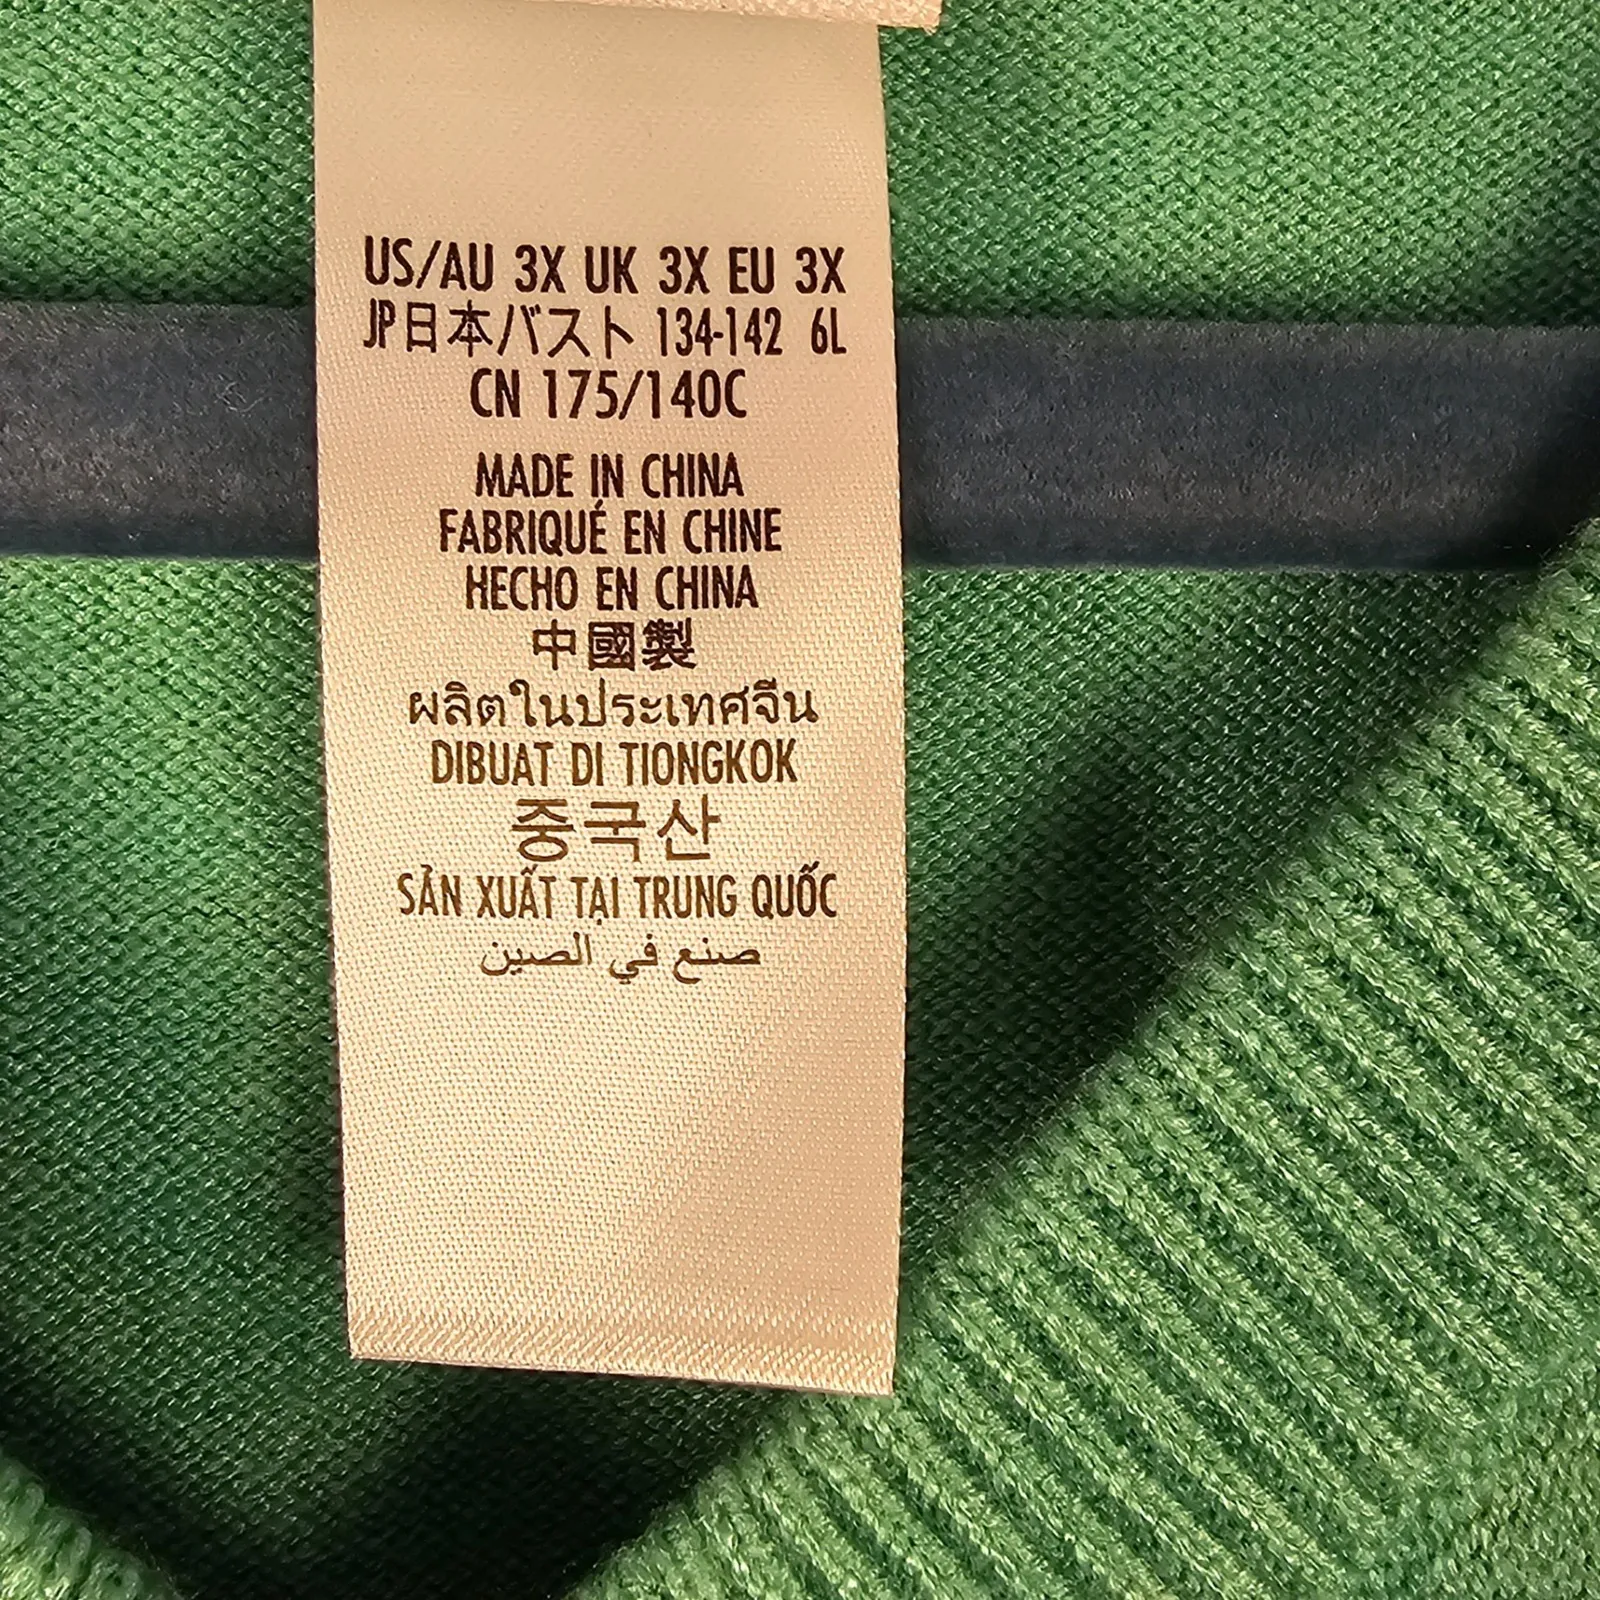 US/AU 3X UK 3X EU 3X
JP日本バスト 134-142 6L
CN 175/140C
MADE IN CHINA
FABRIQUÉ EN CHINE
HECHO EN CHINA
中國製
ผลิตในประเทศจีน
DIBUAT DI TIONGKOK
중국산
SẢN XUẤT TẠI TRUNG QUỐC
صنع في الصين